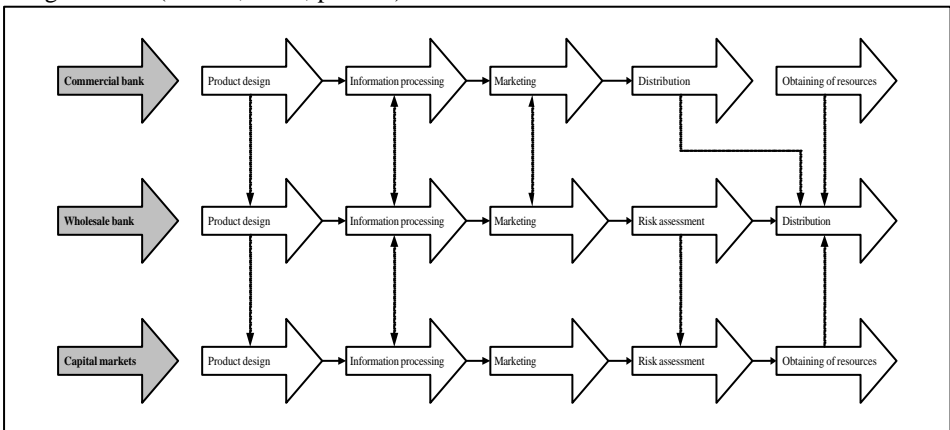 Commercial bank
Product design
Information processing
Marketing
Distribution
Obtaining of resources
Wholesale bank
Product design
Information processing
Marketing
Risk assessment
Distribution
Capital markets
Product design
Information processing
Marketing
Risk assessment
Obtaining of resources